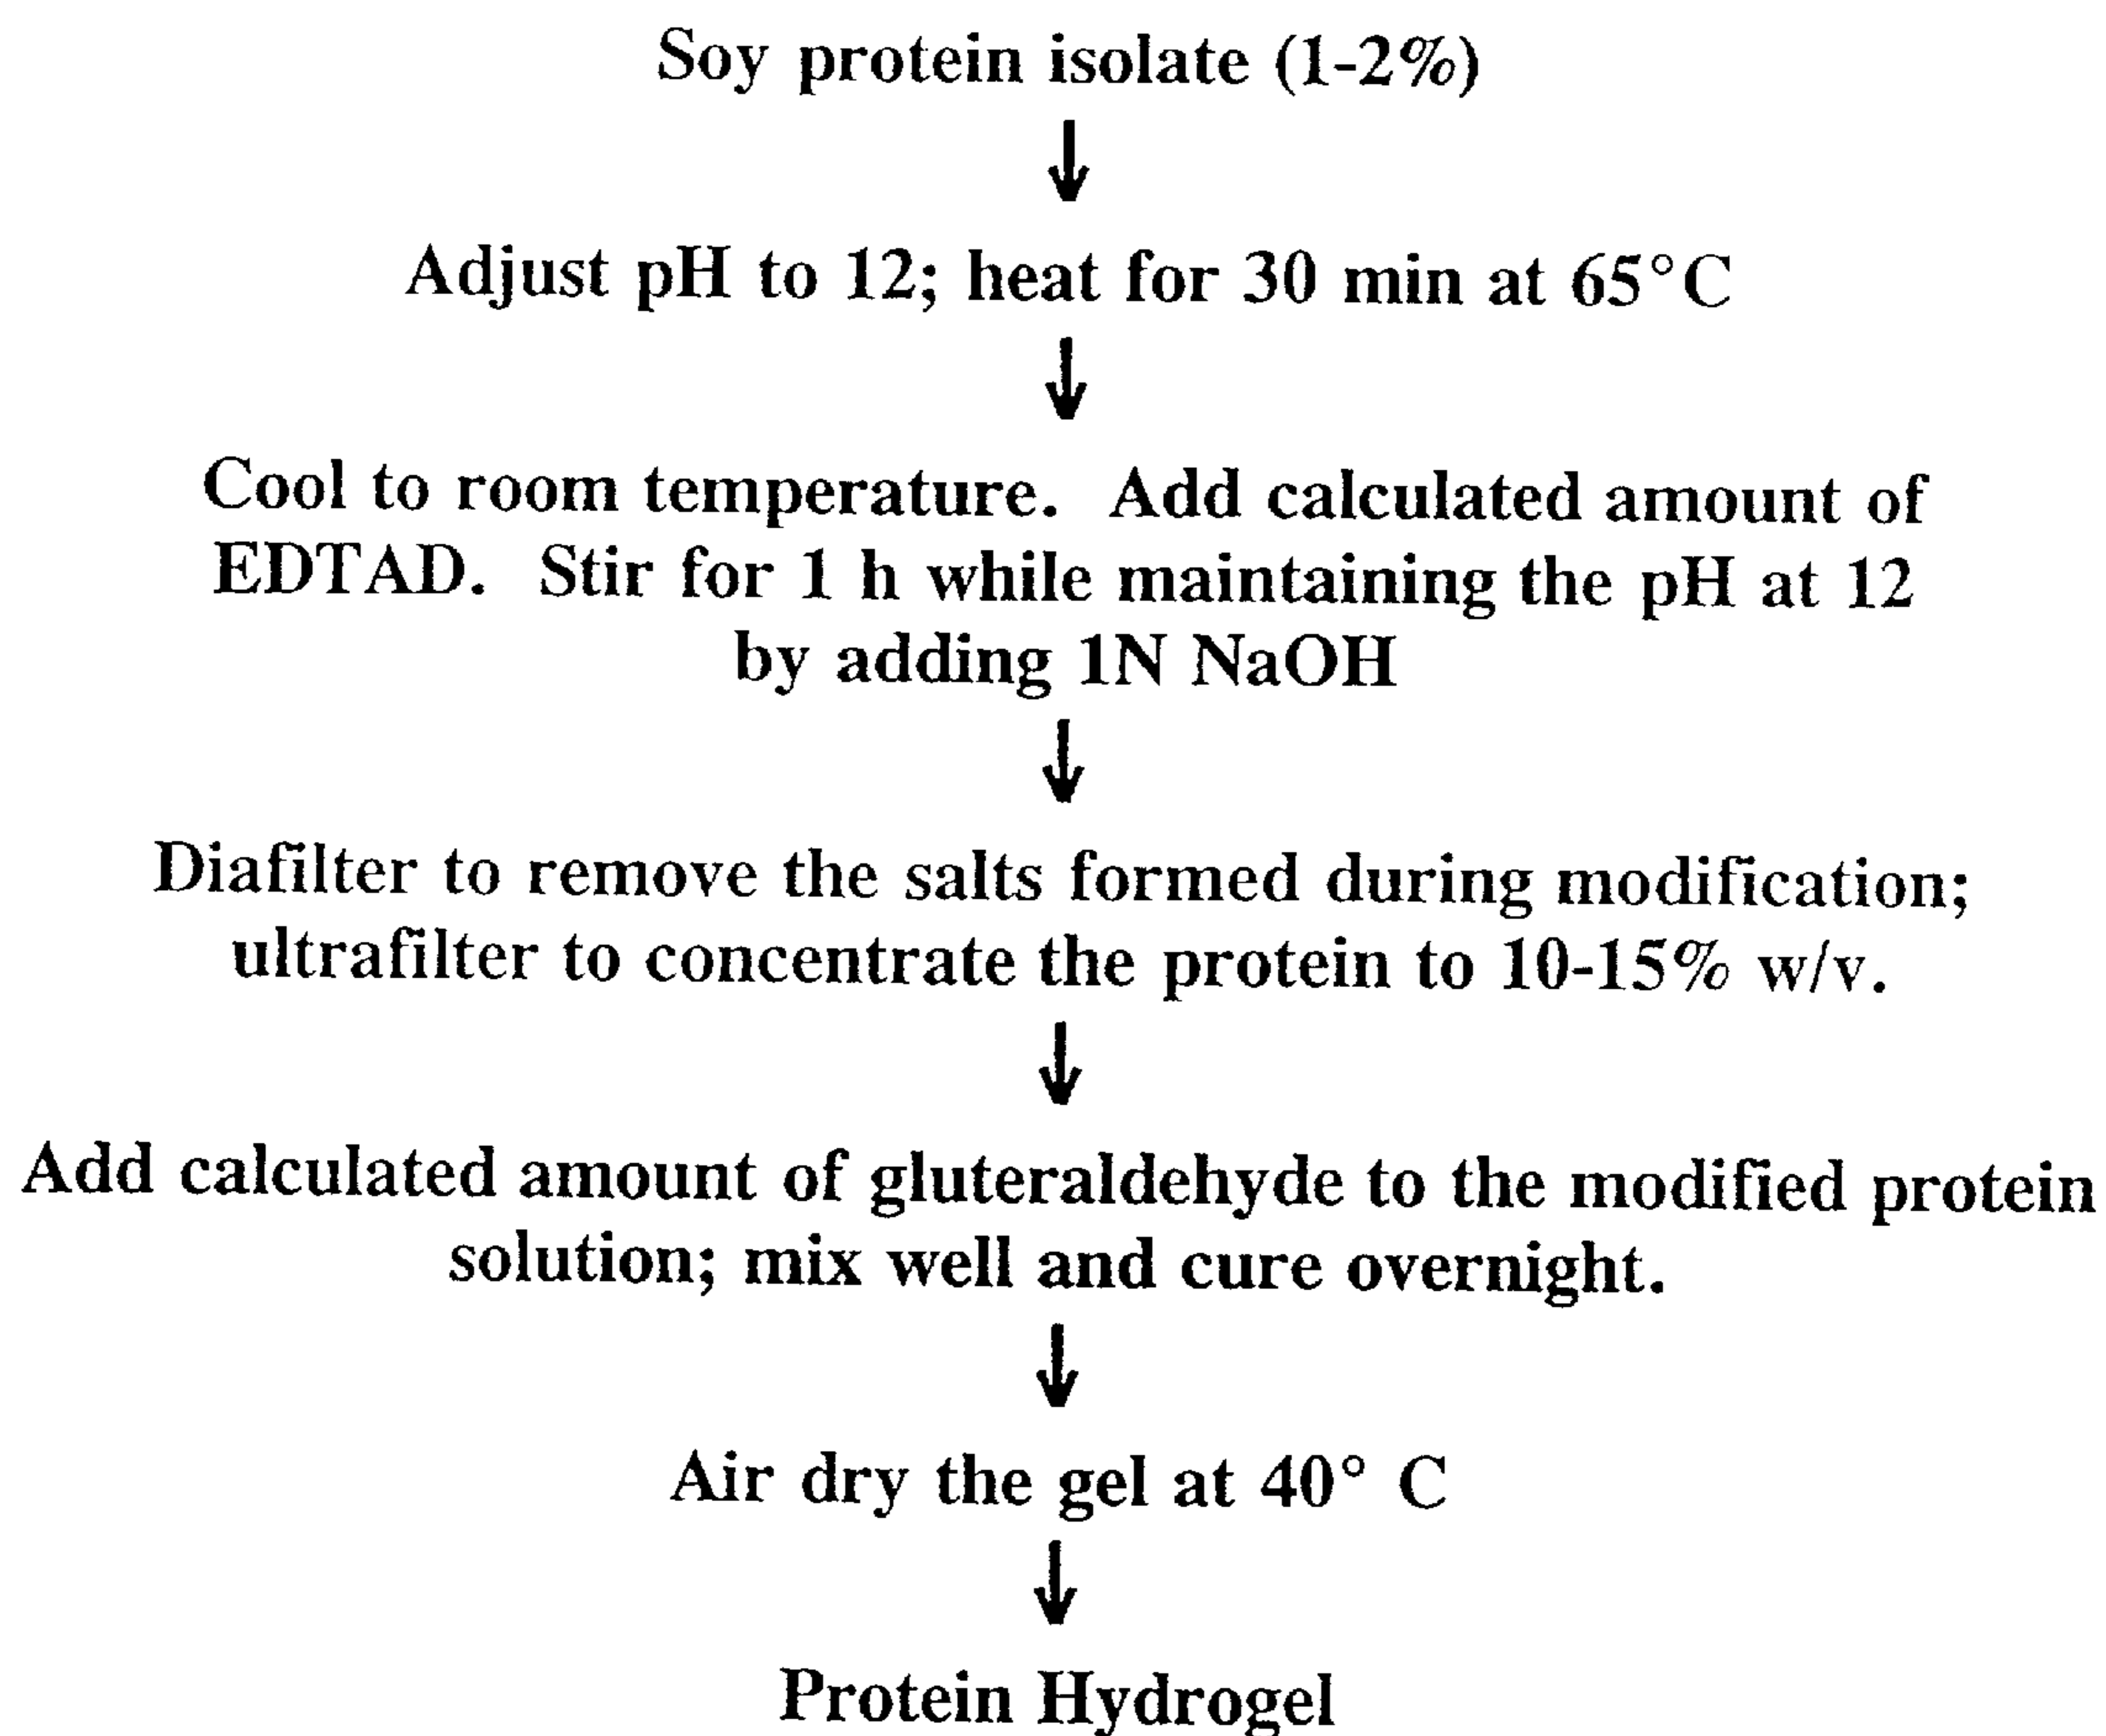 Soy protein isolate (1-2%)
Adjust pH to 12; heat for 30 min at 65°C
Cool to room temperature. Add calculated amount of
EDTAD. Stir for 1 h while maintaining the pH at 12
by adding 1N NaOH
Diafilter to remove the salts formed during modification;
ultrafilter to concentrate the protein to 10-15% w/v.
Add calculated amount of gluteraldehyde to the modified protein
solution; mix well and cure overnight.
Air dry the gel at 40° C
Protein Hydrogel